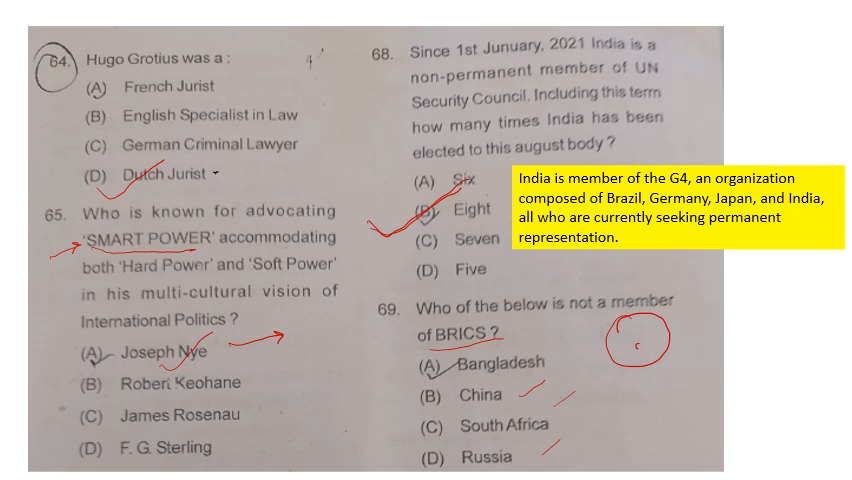 64. Hugo Grotius was a :
(A) French Jurist
(B) English Specialist in Law
(C) German Criminal Lawyer
(D) Dutch Jurist
65. Who is known for advocating
'SMART POWER' accommodating
both 'Hard Power' and 'Soft Power'
in his multi-cultural vision of
International Politics ?
(A) Joseph Nye
(B) Robert Keohane
(C) James Rosenau
(D) F. G. Sterling
68. Since 1st Junuary, 2021 India is a
non-permanent member of UN
Security Council. Including this term
how many times India has been
elected to this august body ?
(A) Six
(B) Eight
(C) Seven
(D) Five
69. Who of the below is not a member
of BRICS ?
(A) Bangladesh
(B) China
(C) South Africa
(D) Russia
India is member of the G4, an organization
composed of Brazil, Germany, Japan, and India,
all who are currently seeking permanent
representation.